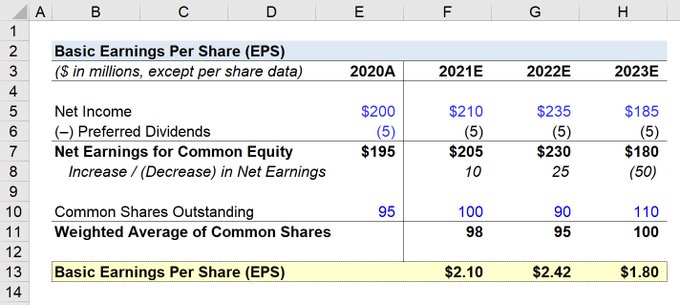 A B C D E F G H
1
2 Basic Earnings Per Share (EPS)
3 ($ in millions, except per share data) 2020A 2021E 2022E 2023E
4
5 Net Income $200 $210 $235 $185
6 (–) Preferred Dividends (5) (5) (5) (5)
7 Net Earnings for Common Equity $195 $205 $230 $180
8 Increase / (Decrease) in Net Earnings 10 25 (50)
9
10 Common Shares Outstanding 95 100 90 110
11 Weighted Average of Common Shares 98 95 100
12
13 Basic Earnings Per Share (EPS) $2.10 $2.42 $1.80
14